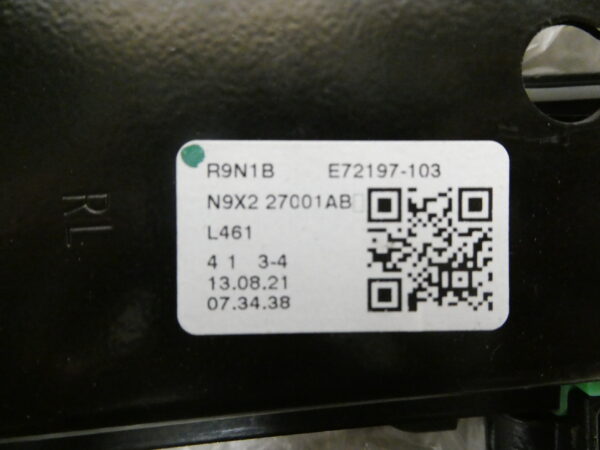 R9N1B E72197-103
N9X2 27001AB
L461
4 1 3-4
13.08.21
07.34.38
RL